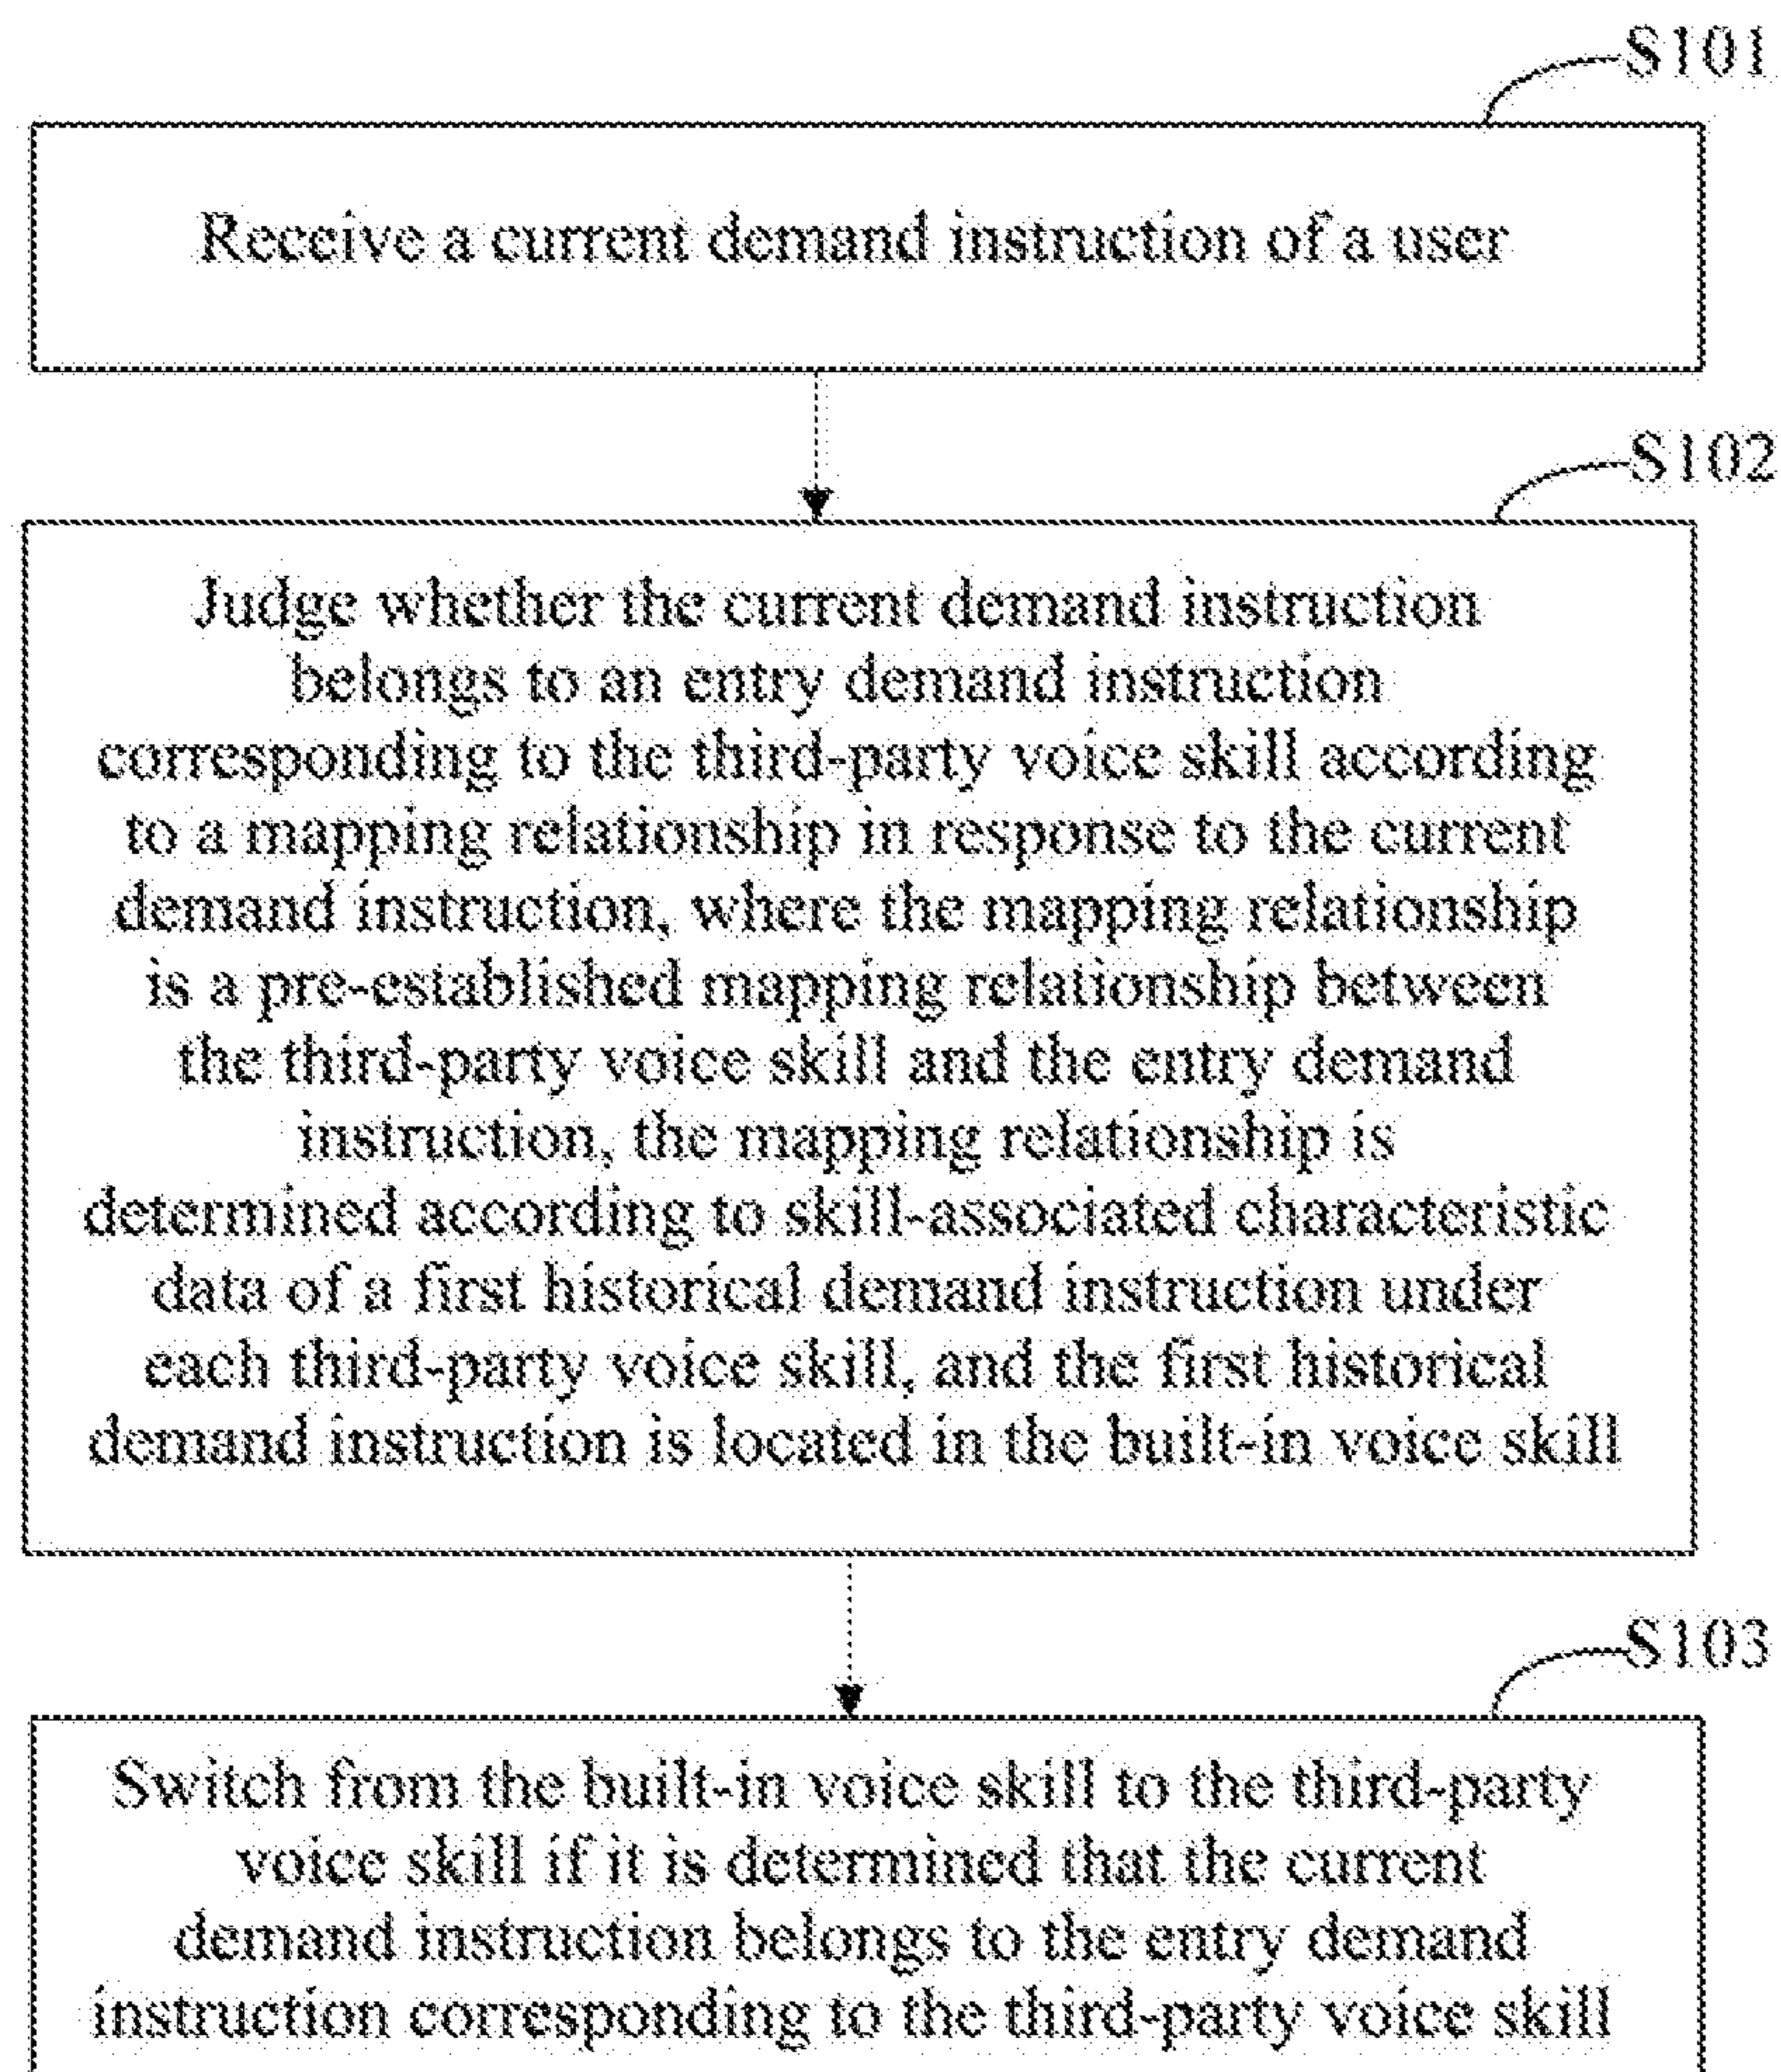 S101
Receive a current demand instruction of a user
S102
Judge whether the current demand instruction
belongs to an entry demand instruction
corresponding to the third-party voice skill according
to a mapping relationship in response to the current
demand instruction, where the mapping relationship
is a pre-established mapping relationship between
the third-party voice skill and the entry demand
instruction, the mapping relationship is
determined according to skill-associated characteristic
data of a first historical demand instruction under
each third-party voice skill, and the first historical
demand instruction is located in the built-in voice skill
S103
Switch from the built-in voice skill to the third-party
voice skill if it is determined that the current
demand instruction belongs to the entry demand
instruction corresponding to the third-party voice skill